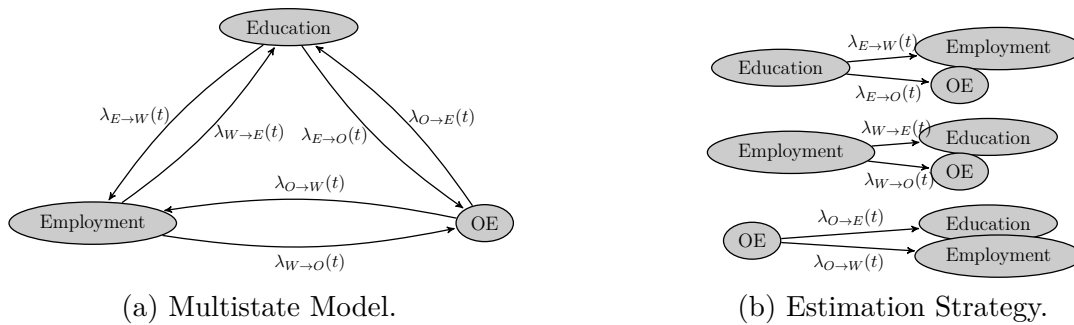 Education
λE→W(t)
λW→E(t)
λE→O(t)
λO→E(t)
λO→W(t)
Employment
OE
λW→O(t)
(a) Multistate Model.
λE→W(t)
Employment
Education
OE
λE→O(t)
λW→E(t)
Education
Employment
OE
λW→O(t)
λO→E(t)
Education
OE
Employment
λO→W(t)
(b) Estimation Strategy.